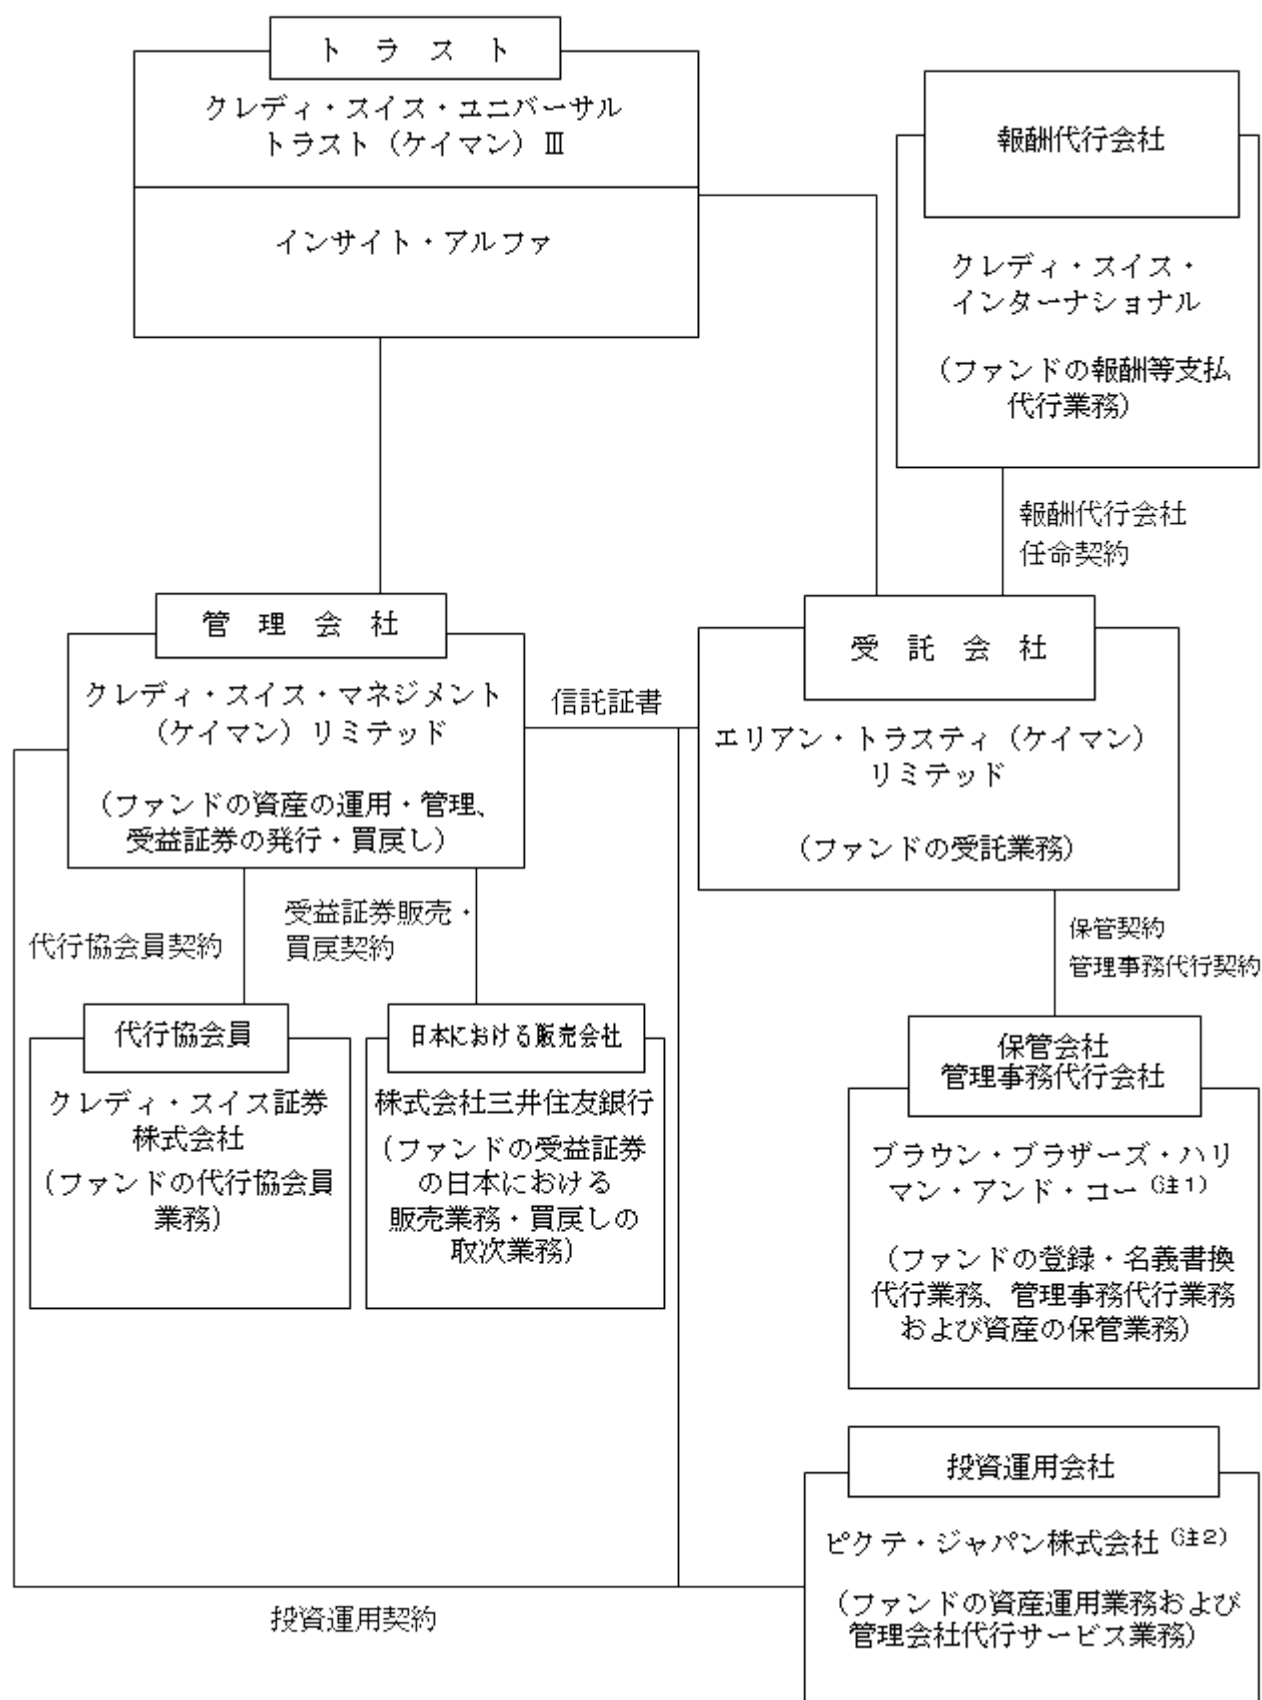 トラスト
クレディ・スイス・ユニバーサル
トラスト（ケイマン）Ⅲ
インサイト・アルファ
報酬代行会社
クレディ・スイス・
インターナショナル
（ファンドの報酬等支払
代行業務）
報酬代行会社
任命契約
管理会社
クレディ・スイス・マネジメント
（ケイマン）リミテッド
（ファンドの資産の運用・管理、
受益証券の発行・買戻し）
信託証書
受託会社
エリアン・トラスティ（ケイマン）
リミテッド
（ファンドの受託業務）
代行協会員契約
受益証券販売・
買戻契約
保管契約
管理事務代行契約
代行協会員
クレディ・スイス証券
株式会社
（ファンドの代行協会員
業務）
日本における販売会社
株式会社三井住友銀行
（ファンドの受益証券
の日本における
販売業務・買戻しの
取次業務）
保管会社
管理事務代行会社
ブラウン・ブラザーズ・ハリ
マン・アンド・コー（注１）
（ファンドの登録・名義書換
代行業務、管理事務代行業務
および資産の保管業務）
投資運用会社
ピクテ・ジャパン株式会社（注２）
（ファンドの資産運用業務および
管理会社代行サービス業務）
投資運用契約